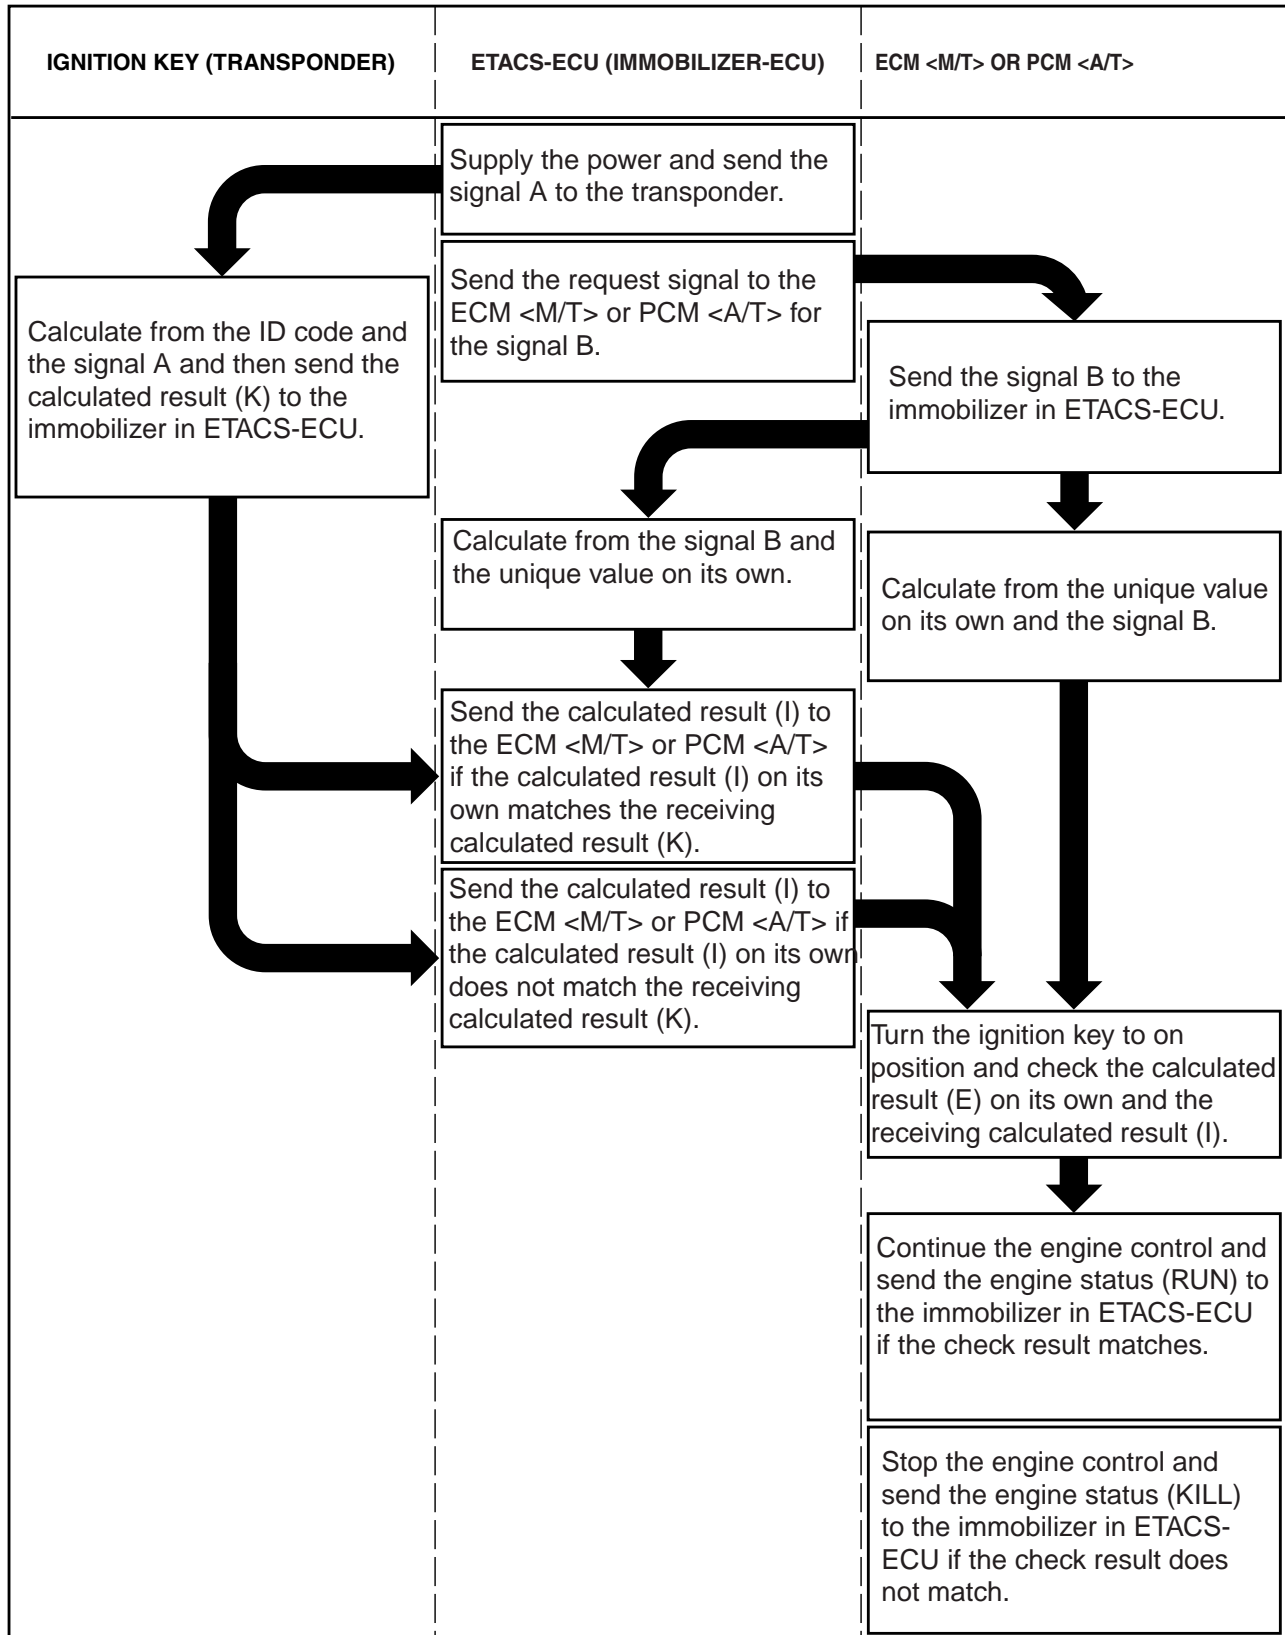 IGNITION KEY (TRANSPONDER)
ETACS-ECU (IMMOBILIZER-ECU)
ECM <M/T> OR PCM <A/T>
Supply the power and send the
signal A to the transponder.
Send the request signal to the
ECM <M/T> or PCM <A/T> for
the signal B.
Calculate from the ID code and
the signal A and then send the
calculated result (K) to the
immobilizer in ETACS-ECU.
Send the signal B to the
immobilizer in ETACS-ECU.
Calculate from the signal B and
the unique value on its own.
Calculate from the unique value
on its own and the signal B.
Send the calculated result (I) to
the ECM <M/T> or PCM <A/T>
if the calculated result (I) on its
own matches the receiving
calculated result (K).
Send the calculated result (I) to
the ECM <M/T> or PCM <A/T> if
the calculated result (I) on its own
does not match the receiving
calculated result (K).
Turn the ignition key to on
position and check the calculated
result (E) on its own and the
receiving calculated result (I).
Continue the engine control and
send the engine status (RUN) to
the immobilizer in ETACS-ECU
if the check result matches.
Stop the engine control and
send the engine status (KILL)
to the immobilizer in ETACS-
ECU if the check result does
not match.